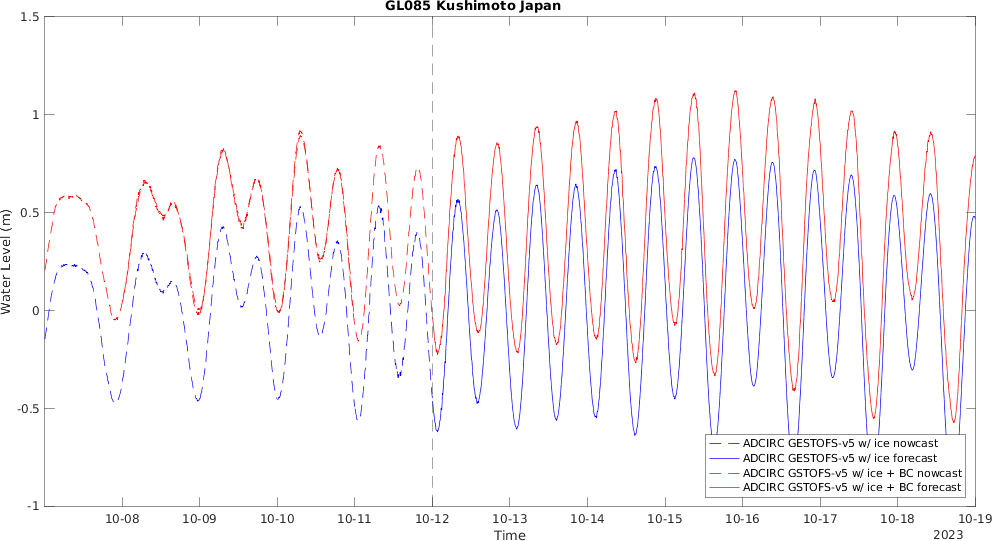 GL085 Kushimoto Japan
1.5
1
0.5
0
-0.5
-1
Water Level (m)
10-08 10-09 10-10 10-11 10-12 10-13 10-14 10-15 10-16 10-17 10-18 10-19
Time
2023
ADCIRC GESTOFS-v5 w/ ice nowcast
ADCIRC GESTOFS-v5 w/ ice forecast
ADCIRC GSTOFS-v5 w/ ice + BC nowcast
ADCIRC GSTOFS-v5 w/ ice + BC forecast